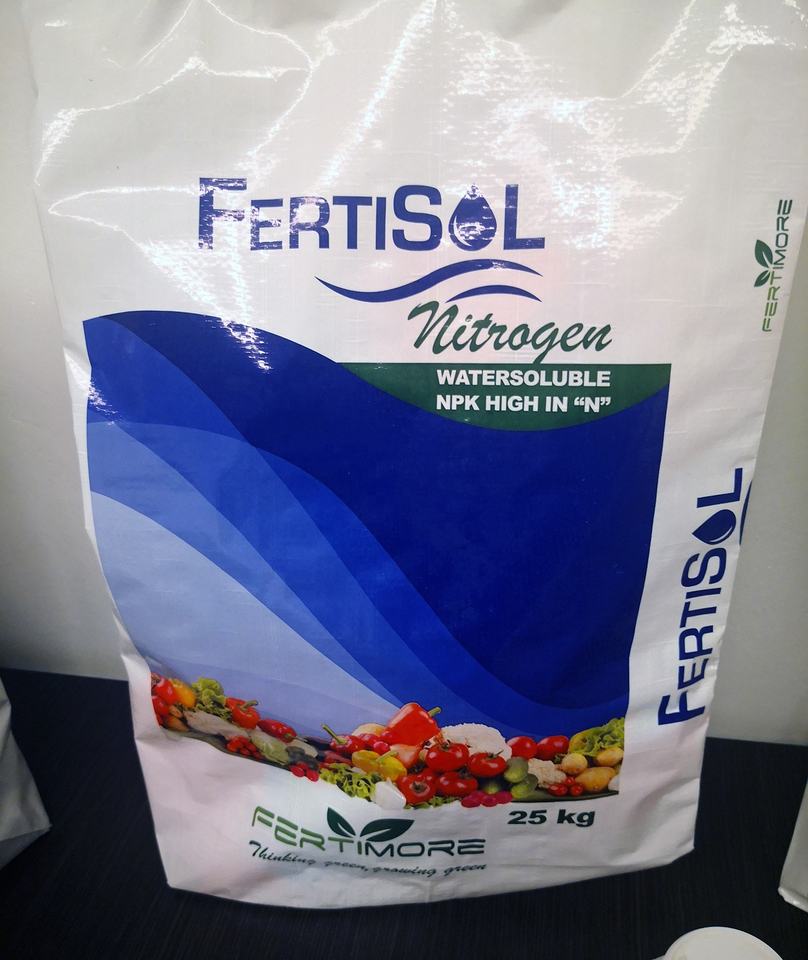 FERTISOL
Nitrogen
WATERSOLUBLE
NPK HIGH IN “N”
25 kg
FERTIMORE
Thinking green, growing green
FERTIMORE
FERTISOL